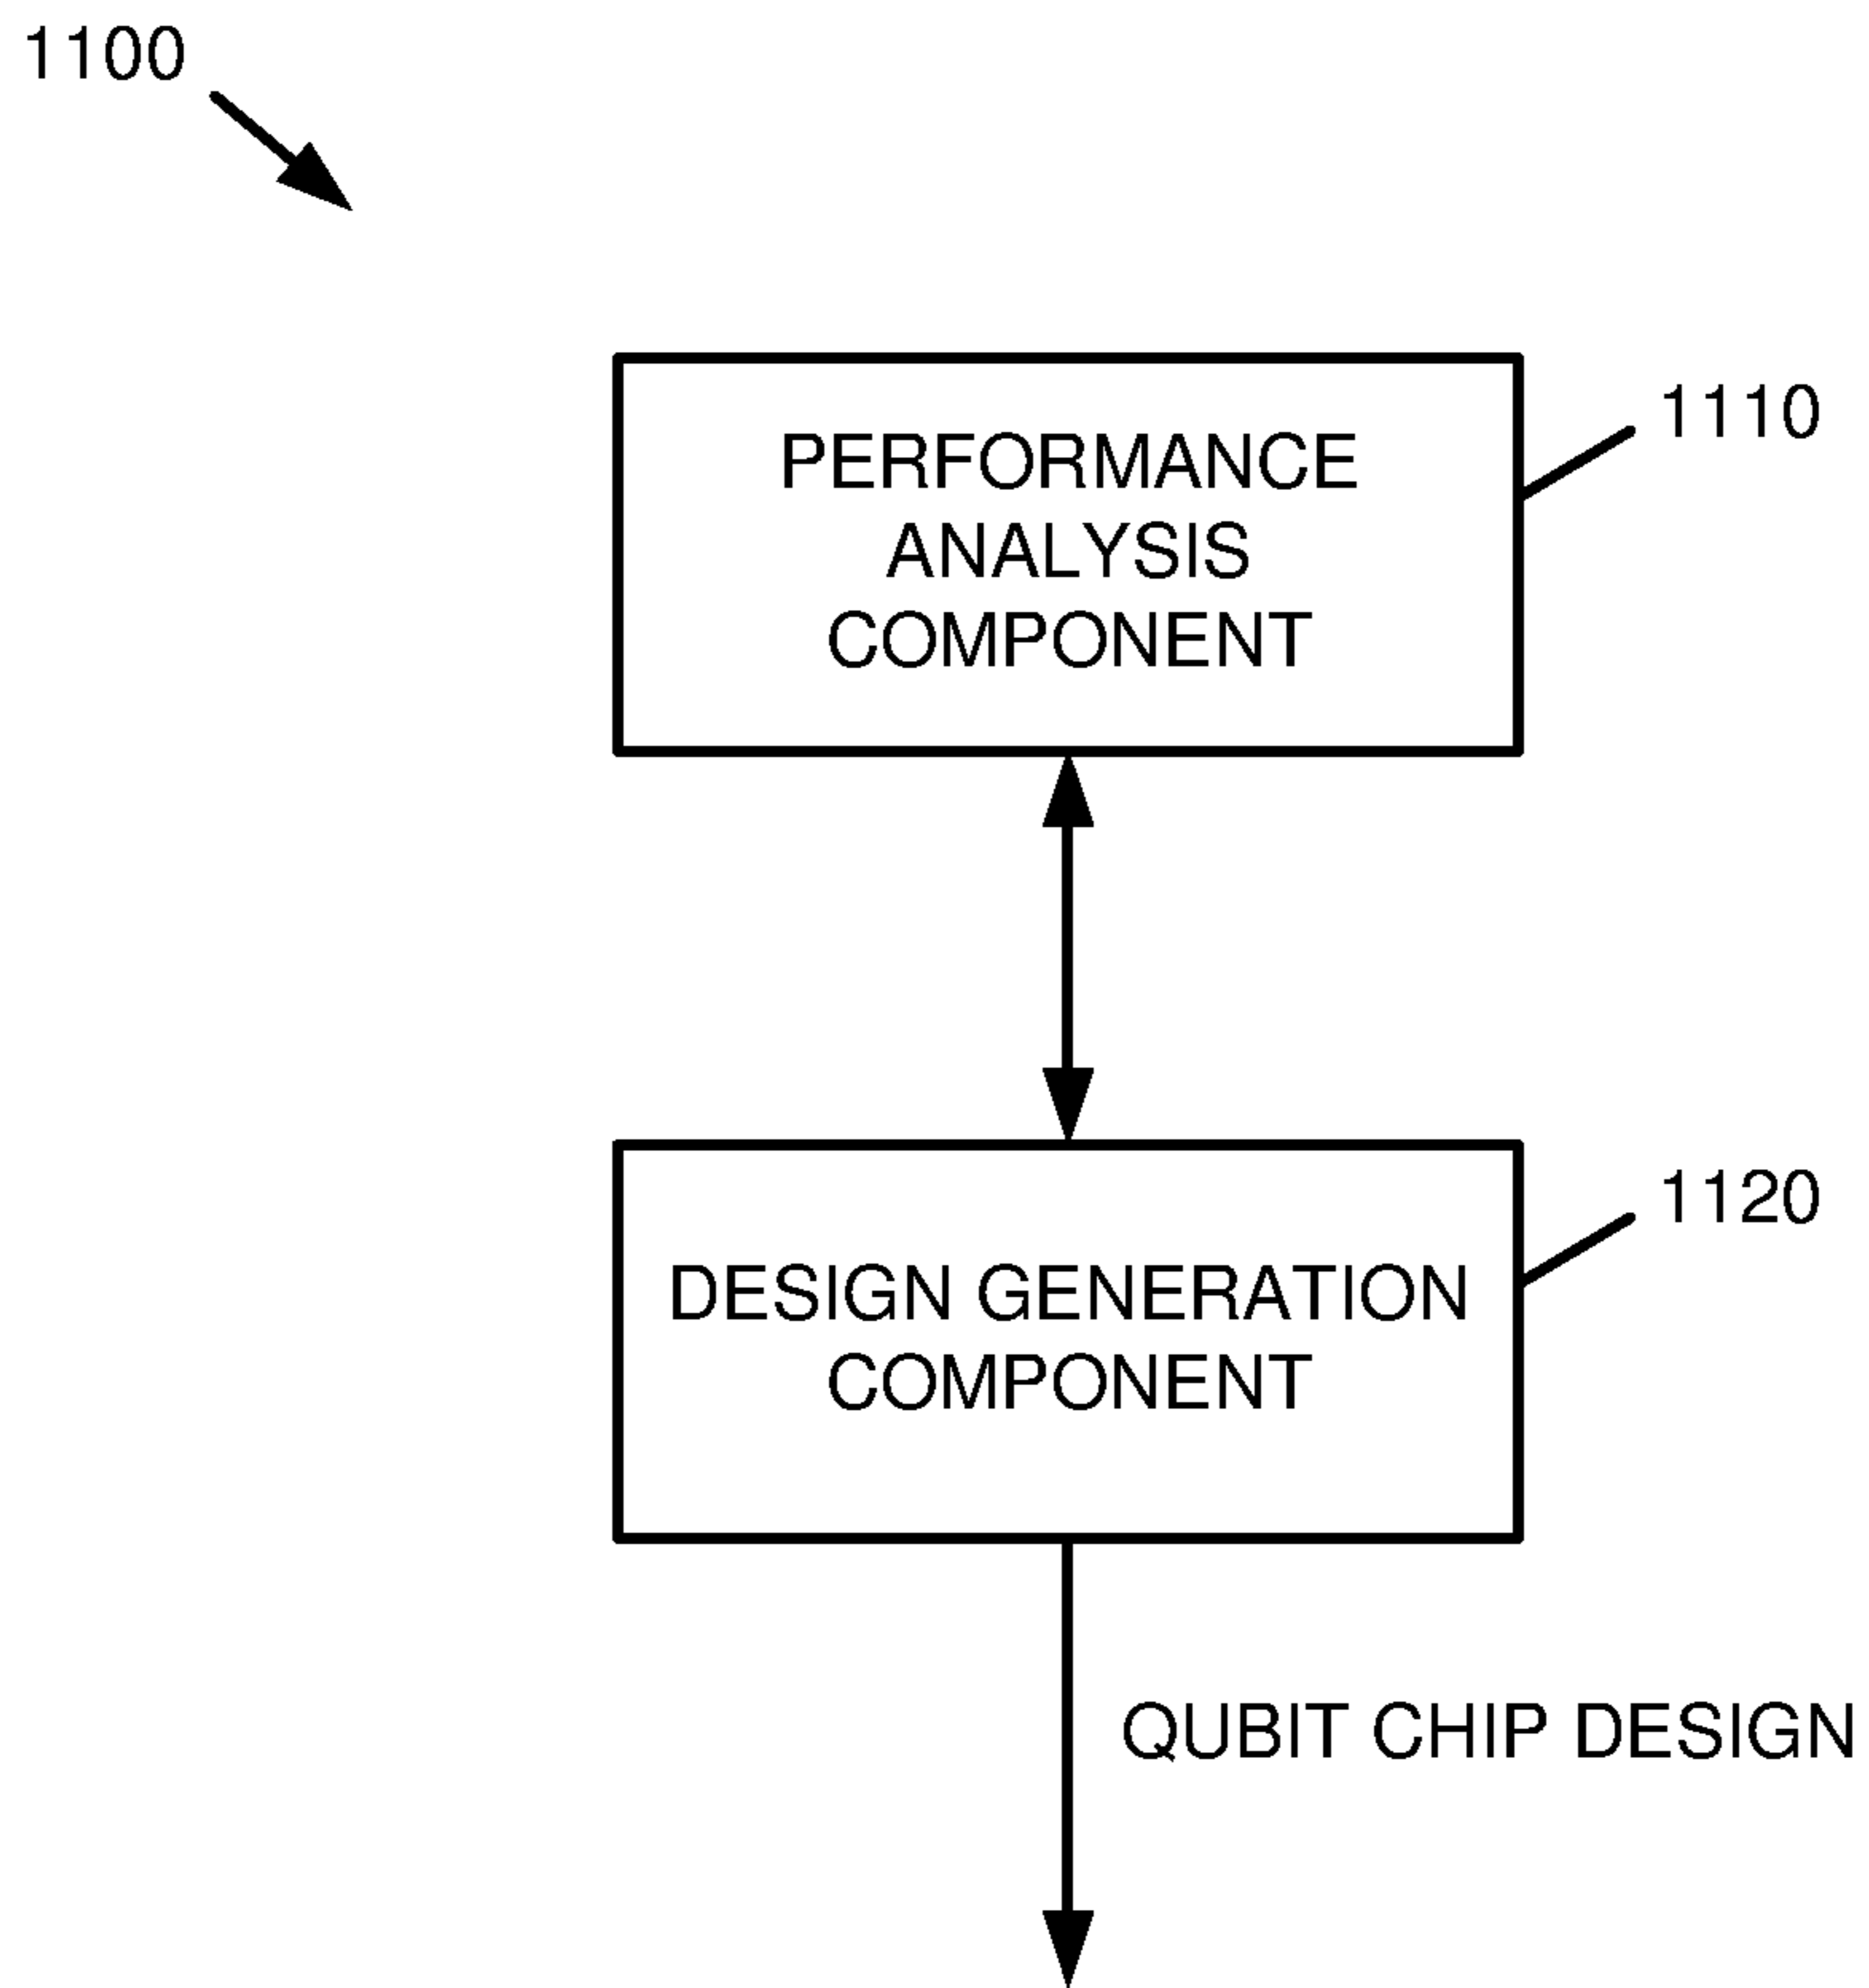 1100
1110
PERFORMANCE
ANALYSIS
COMPONENT
1120
DESIGN GENERATION
COMPONENT
QUBIT CHIP DESIGN